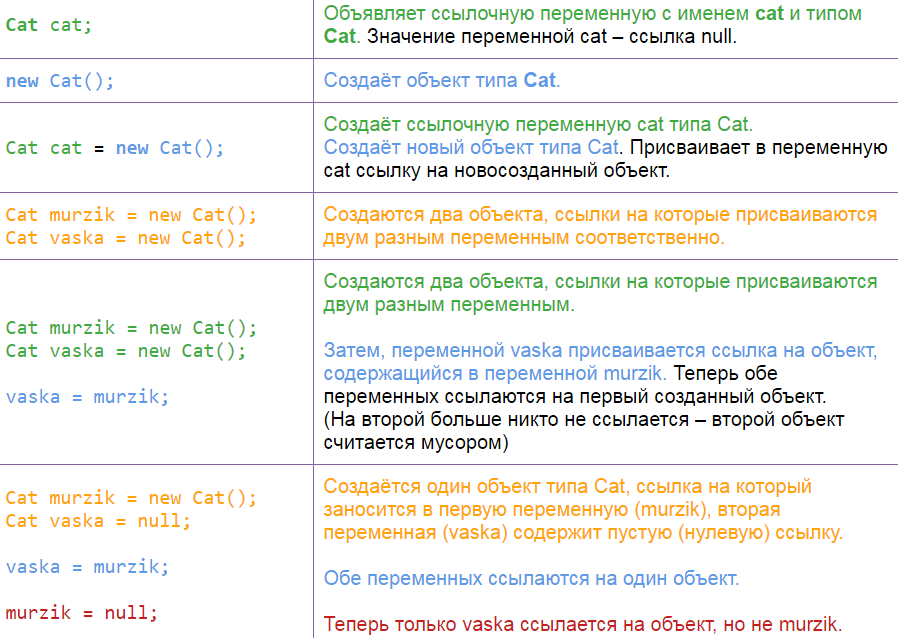 Cat cat;
Объявляет ссылочную переменную с именем cat и типом
Cat. Значение переменной cat – ссылка null.
new Cat();
Создаёт объект типа Cat.
Cat cat = new Cat();
Создаёт ссылочную переменную cat типа Cat.
Создаёт новый объект типа Cat. Присваивает в переменную
cat ссылку на новосозданный объект.
Cat murzik = new Cat();
Cat vaska = new Cat();
Создаются два объекта, ссылки на которые присваиваются
двум разным переменным соответственно.
Cat murzik = new Cat();
Cat vaska = new Cat();
vaska = murzik;
Создаются два объекта, ссылки на которые присваиваются
двум разным переменным.
Затем, переменной vaska присваивается ссылка на объект,
содержащийся в переменной murzik. Теперь обе
переменных ссылаются на первый созданный объект.
(На второй больше никто не ссылается – второй объект
считается мусором)
Cat murzik = new Cat();
Cat vaska = null;
vaska = murzik;
murzik = null;
Создаётся один объект типа Cat, ссылка на который
заносится в первую переменную (murzik), вторая
переменная (vaska) содержит пустую (нулевую) ссылку.
Обе переменных ссылаются на один объект.
Теперь только vaska ссылается на объект, но не murzik.